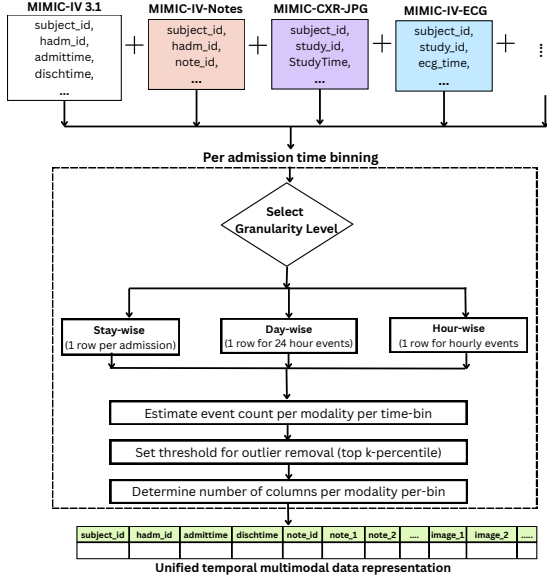 MIMIC-IV 3.1
subject_id,
hadm_id,
admittime,
dischtime,
...
+
MIMIC-IV-Notes
subject_id,
hadm_id,
note_id,
...
+
MIMIC-CXR-JPG
subject_id,
study_id,
StudyTime,
...
+
MIMIC-IV-ECG
subject_id,
study_id,
ecg_time,
...
+
Per admission time binning
Select
Granularity Level
Stay-wise
(1 row per admission)
Day-wise
(1 row for 24 hour events)
Hour-wise
(1 row for hourly events
Estimate event count per modality per time-bin
Set threshold for outlier removal (top k-percentile)
Determine number of columns per modality per-bin
subject_id hadm_id admittime dischtime note_id note_1 note_2 .... image_1 image_2 .....
Unified temporal multimodal data representation